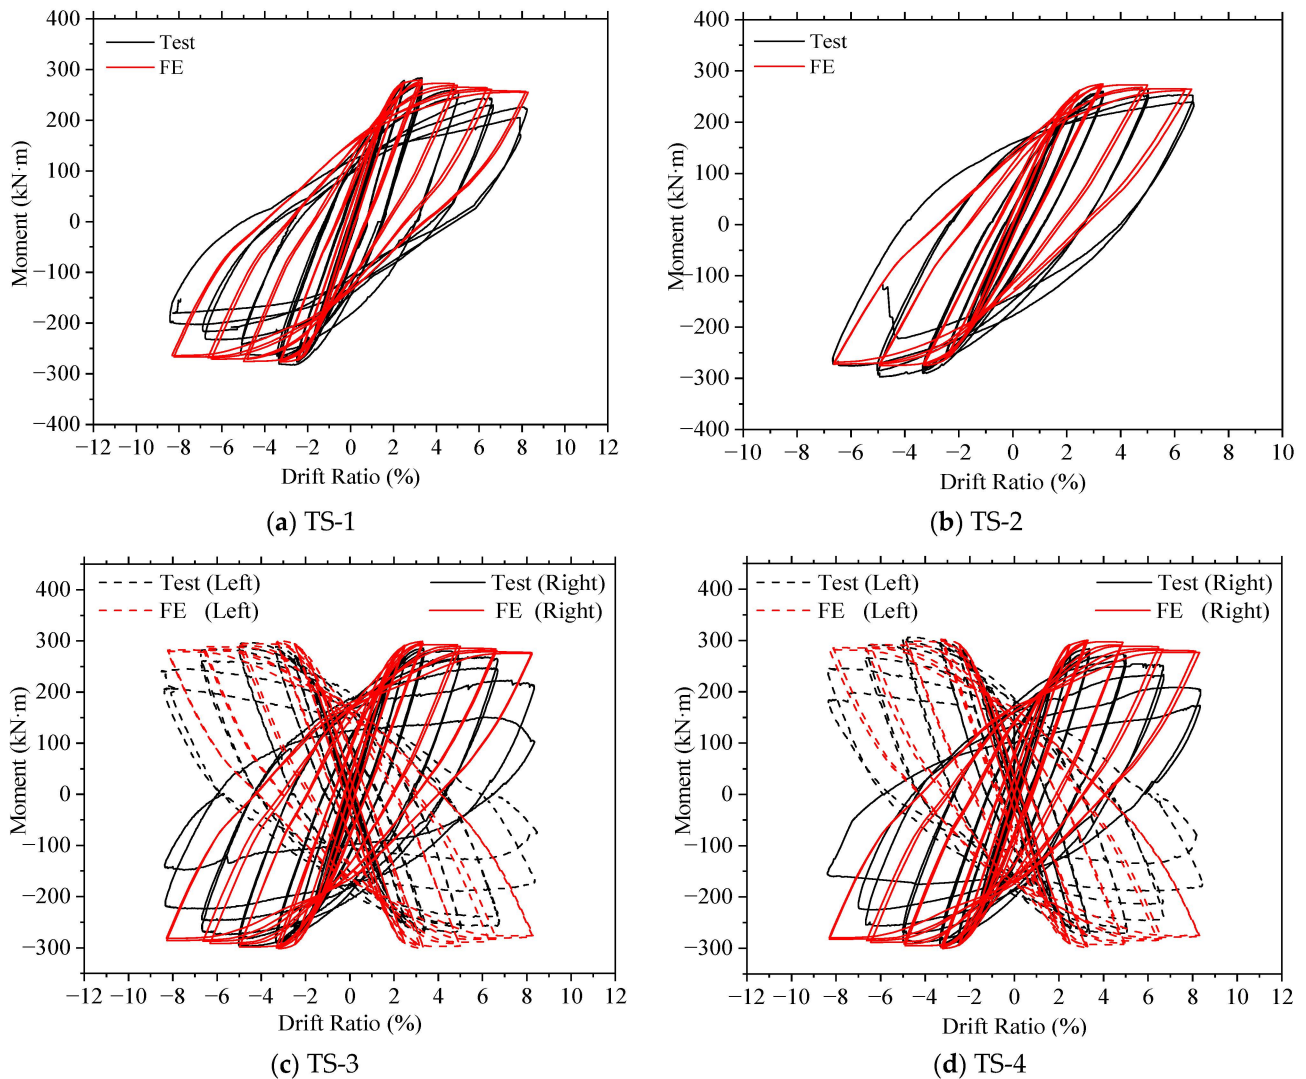 400
300
200
100
0
−100
−200
−300
−400
Moment (kN·m)
Test
FE
−12 −10 −8 −6 −4 −2 0 2 4 6 8 10 12
Drift Ratio (%)
(a) TS-1
400
300
200
100
0
−100
−200
−300
−400
Moment (kN·m)
Test
FE
−10 −8 −6 −4 −2 0 2 4 6 8 10
Drift Ratio (%)
(b) TS-2
400
300
200
100
0
−100
−200
−300
Moment (kN·m)
Test (Left) Test (Right)
FE (Left) FE (Right)
−12 −10 −8 −6 −4 −2 0 2 4 6 8 10 12
Drift Ratio (%)
(c) TS-3
400
300
200
100
0
−100
−200
−300
Moment (kN·m)
Test (Left) Test (Right)
FE (Left) FE (Right)
−12 −10 −8 −6 −4 −2 0 2 4 6 8 10 12
Drift Ratio (%)
(d) TS-4